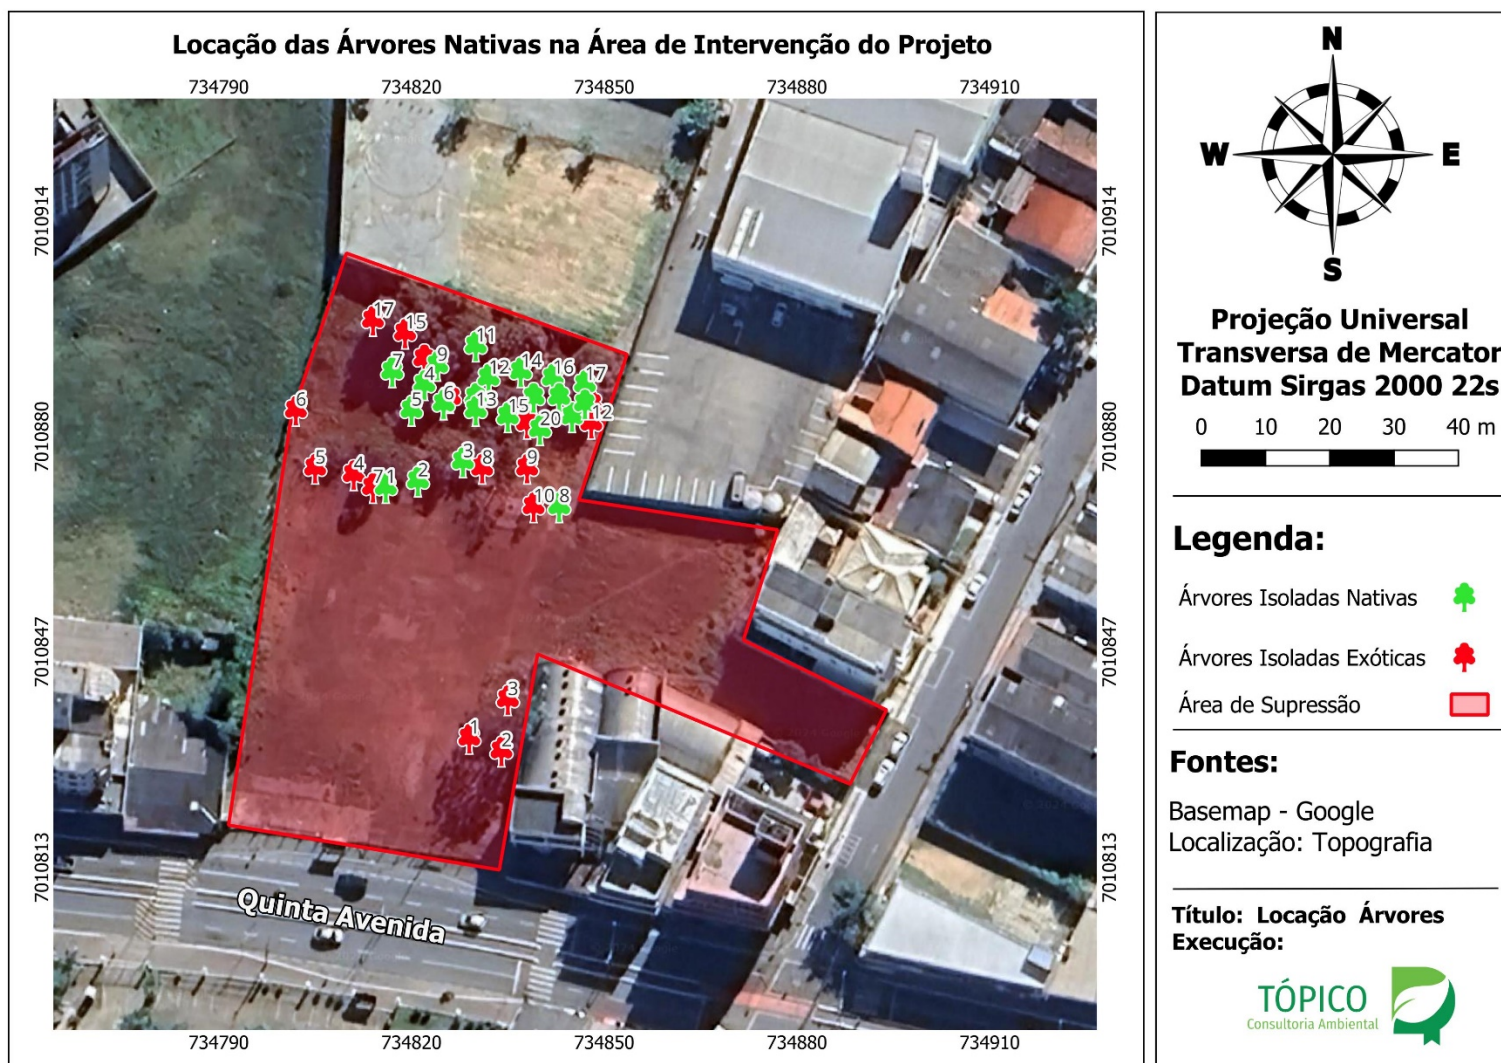 Locação das Árvores Nativas na Área de Intervenção do Projeto
734790 734820 734850 734880 734910
7010914 7010914
7010880 7010880
7010847 7010847
7010813 7010813
17
15
11
9
7
4
12
14
16
17
5
6
13
15
20
12
6
5
4
7
1
2
3
8
9
10
8
3
1
2
Quinta Avenida
734790 734820 734850 734880 734910
N
W E
S
Projeção Universal
Transversa de Mercator
Datum Sirgas 2000 22s
0 10 20 30 40 m
Legenda:
Árvores Isoladas Nativas
Árvores Isoladas Exóticas
Área de Supressão
Fontes:
Basemap - Google
Localização: Topografia
Título: Locação Árvores
Execução:
TÓPICO
Consultoria Ambiental